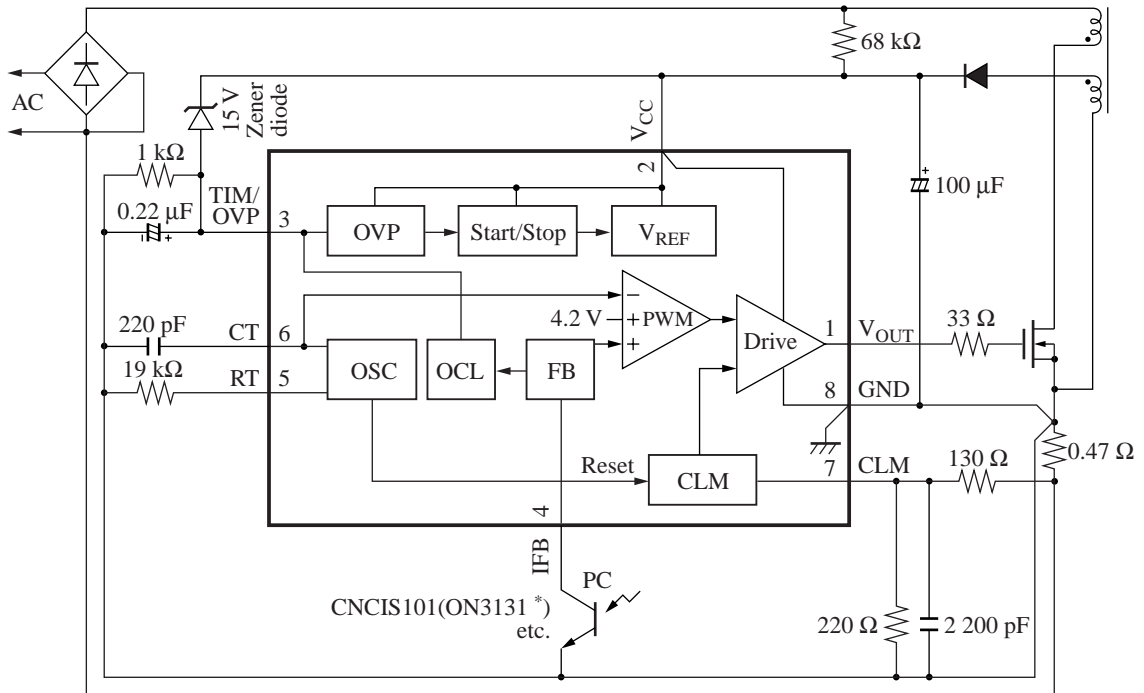 68 kΩ
AC
15 V
Zener
diode
VCC
2
1 kΩ
0.22 μF
TIM/
OVP
3
OVP
Start/Stop
VREF
100 μF
220 pF
CT
6
4.2 V
PWM
Drive
1
VOUT
33 Ω
19 kΩ
RT
5
OSC
OCL
FB
8
GND
Reset
CLM
7
CLM
130 Ω
0.47 Ω
4
IFB
PC
CNCIS101(ON3131 *)
etc.
220 Ω
2 200 pF